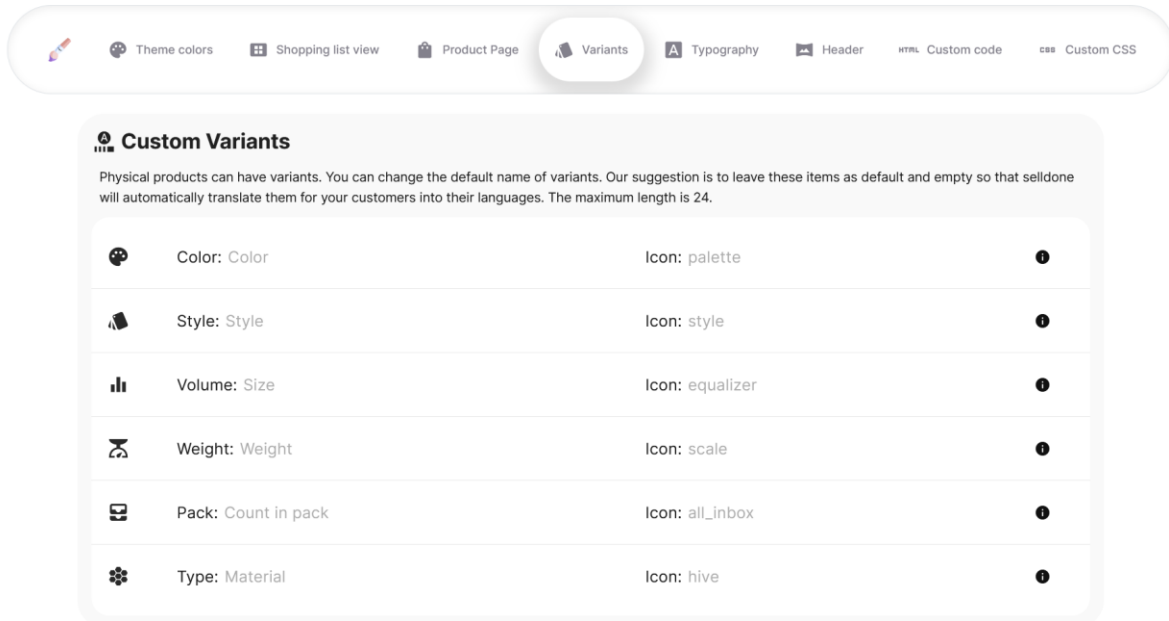 Theme colors
Shopping list view
Product Page
Variants
A Typography
Header
HTML Custom code
CSS Custom CSS
Custom Variants
Physical products can have variants. You can change the default name of variants. Our suggestion is to leave these items as default and empty so that selldone
will automatically translate them for your customers into their languages. The maximum length is 24.
Color: Color Icon: palette
Style: Style Icon: style
Volume: Size Icon: equalizer
Weight: Weight Icon: scale
Pack: Count in pack Icon: all_inbox
Type: Material Icon: hive